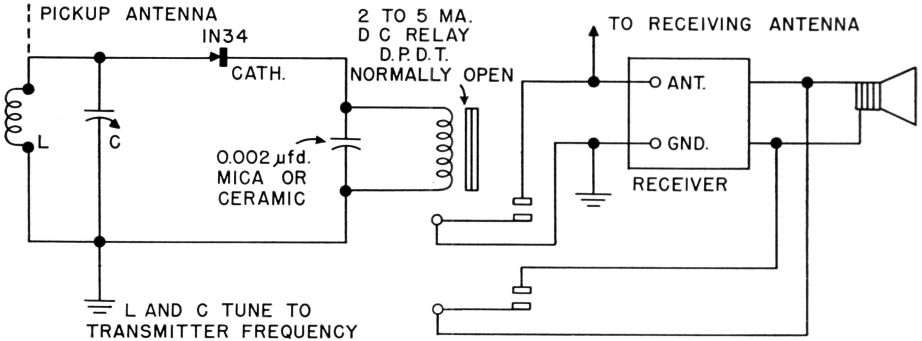 PICKUP ANTENNA
IN34
CATH.
2 TO 5 MA.
D C RELAY
D.P.D.T.
NORMALLY OPEN
TO RECEIVING ANTENNA
ANT.
GND.
RECEIVER
L
C
0.002 µfd.
MICA OR
CERAMIC
L AND C TUNE TO
TRANSMITTER FREQUENCY